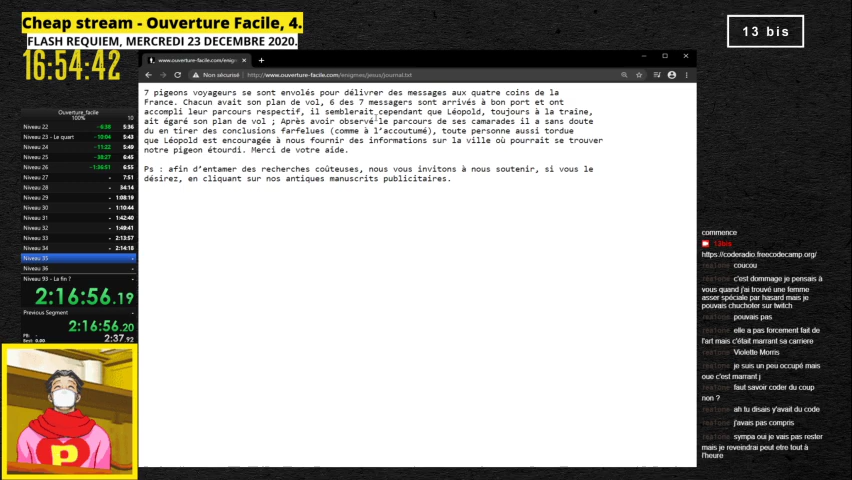 Cheap stream - Ouverture Facile, 4.
FLASH REQUIEM, MERCREDI 23 DECEMBRE 2020.
16:54:42
13 bis
www.ouverture-facile.com/enigm
Non sécurisé
http://www.ouverture-facile.com/enigmes/jesus/journal.txt
7 pigeons voyageurs se sont envolés pour délivrer des messages aux quatre coins de la
France. Chacun avait son plan de vol, 6 des 7 messagers sont arrivés à bon port et ont
accompli leur parcours respectif, il semblerait cependant que Léopold, toujours à la traine,
ait égaré son plan de vol ; Après avoir observé le parcours de ses camarades il a sans doute
du en tirer des conclusions farfelues (comme à l'accoutumé), toute personne aussi tordue
que Léopold est encouragée à nous fournir des informations sur la ville où pourrait se trouver
notre pigeon étourdi. Merci de votre aide.
Ps : afin d'entamer des recherches coûteuses, nous vous invitons à nous soutenir, si vous le
désirez, en cliquant sur nos antiques manuscrits publicitaires.
Ouverture_facile
100% 10
Niveau 22 5:36
Niveau 23 - Le quart -10:04 5:43
Niveau 24 -11:22 5:49
Niveau 25 6:45
Niveau 26 -1:36:51 6:55
Niveau 27 - 7:51
Niveau 28 - 34:14
Niveau 29 - 1:08:19
Niveau 30 - 1:10:44
Niveau 31 - 1:42:40
Niveau 32 - 1:49:41
Niveau 33 - 2:13:57
Niveau 34 - 2:14:18
Niveau 35 -
Niveau 36 -
Niveau 93 - La fin ? -
2:16:56.19
Previous Segment -
2:16:56.20
PB: -
Best: 0.00
2:37.92
P
commence
13bis
https://coderadio.freecodecamp.org/
coucou
c'est dommage je pensais à
vous quand j'ai trouvé une femme
asser spéciale par hasard mais je
pouvais chuchoter sur twitch
pouvais pas
elle a pas forcement fait de
l'art mais c'était marrant sa carriere
Violette Morris
je suis un peu occupé mais
oue c'est marrant j
faut savoir coder du coup
non ?
ah tu disais y'avait du code
j'avais pas compris
sympa oui je vais pas rester
mais je reveindrai peut etre tout à
l'heure